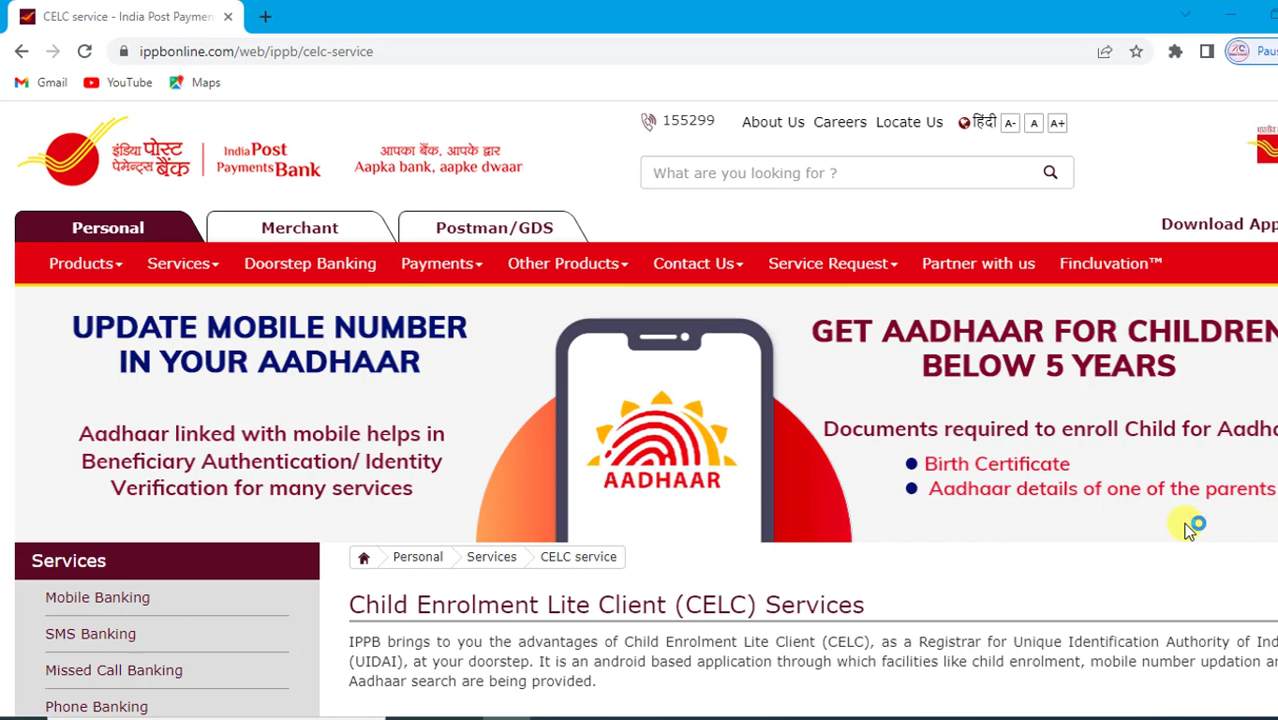 CELC service - India Post Paymen
ippbonline.com/web/ippb/celc-service
Paus
Gmail
YouTube
Maps
155299
About Us
Careers
Locate Us
हिंदी
A-
A
A+
इंडिया पोस्ट
पेमेन्ट्स बैंक
India Post
Payments Bank
आपका बैंक, आपके द्वार
Aapka bank, aapke dwaar
What are you looking for ?
Personal
Merchant
Postman/GDS
Download App
Products
Services
Doorstep Banking
Payments
Other Products
Contact Us
Service Request
Partner with us
Fincluvation™
UPDATE MOBILE NUMBER
IN YOUR AADHAAR
Aadhaar linked with mobile helps in
Beneficiary Authentication/ Identity
Verification for many services
AADHAAR
GET AADHAAR FOR CHILDREN
BELOW 5 YEARS
Documents required to enroll Child for Aadha
Birth Certificate
Aadhaar details of one of the parents
Services
Mobile Banking
SMS Banking
Missed Call Banking
Phone Banking
Personal
Services
CELC service
Child Enrolment Lite Client (CELC) Services
IPPB brings to you the advantages of Child Enrolment Lite Client (CELC), as a Registrar for Unique Identification Authority of Ind
(UIDAI), at your doorstep. It is an android based application through which facilities like child enrolment, mobile number updation an
Aadhaar search are being provided.